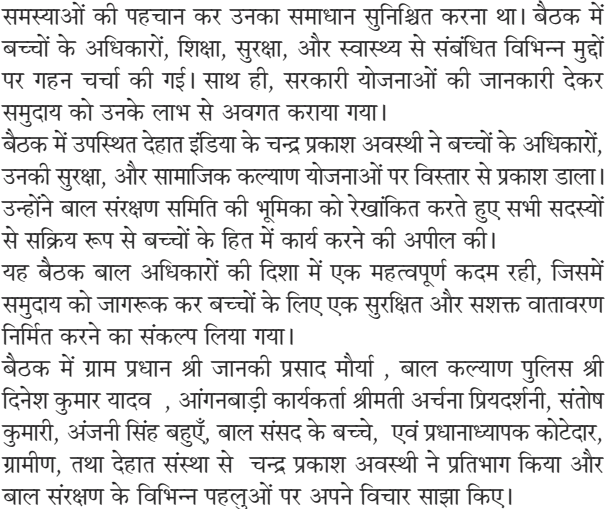 समस्याओं की पहचान कर उनका समाधान सुनिश्चित करना था। बैठक में
बच्चों के अधिकारों, शिक्षा, सुरक्षा, और स्वास्थ्य से संबंधित विभिन्न मुद्दों
पर गहन चर्चा की गई। साथ ही, सरकारी योजनाओं की जानकारी देकर
समुदाय को उनके लाभ से अवगत कराया गया।
बैठक में उपस्थित देहात इंडिया के चन्द्र प्रकाश अवस्थी ने बच्चों के अधिकारों,
उनकी सुरक्षा, और सामाजिक कल्याण योजनाओं पर विस्तार से प्रकाश डाला।
उन्होंने बाल संरक्षण समिति की भूमिका को रेखांकित करते हुए सभी सदस्यों
से सक्रिय रूप से बच्चों के हित में कार्य करने की अपील की।
यह बैठक बाल अधिकारों की दिशा में एक महत्वपूर्ण कदम रही, जिसमें
समुदाय को जागरूक कर बच्चों के लिए एक सुरक्षित और सशक्त वातावरण
निर्मित करने का संकल्प लिया गया।
बैठक में ग्राम प्रधान श्री जानकी प्रसाद मौर्या , बाल कल्याण पुलिस श्री
दिनेश कुमार यादव , आंगनबाड़ी कार्यकर्ता श्रीमती अर्चना प्रियदर्शनी, संतोष
कुमारी, अंजनी सिंह बहुएँ, बाल संसद के बच्चे, एवं प्रधानाध्यापक कोटेदार,
ग्रामीण, तथा देहात संस्था से चन्द्र प्रकाश अवस्थी ने प्रतिभाग किया और
बाल संरक्षण के विभिन्न पहलुओं पर अपने विचार साझा किए।